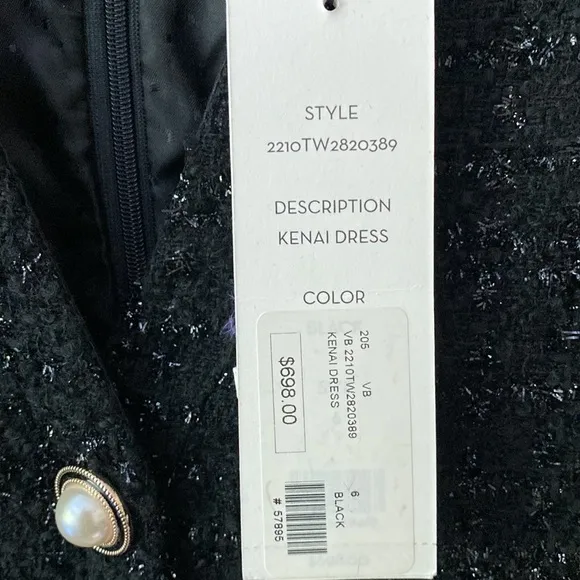 STYLE
2210TW2820389
DESCRIPTION
KENAI DRESS
COLOR
205 VB
VB 2210TW2820389
KENAI DRESS
$698.00
6
BLACK
# 57895